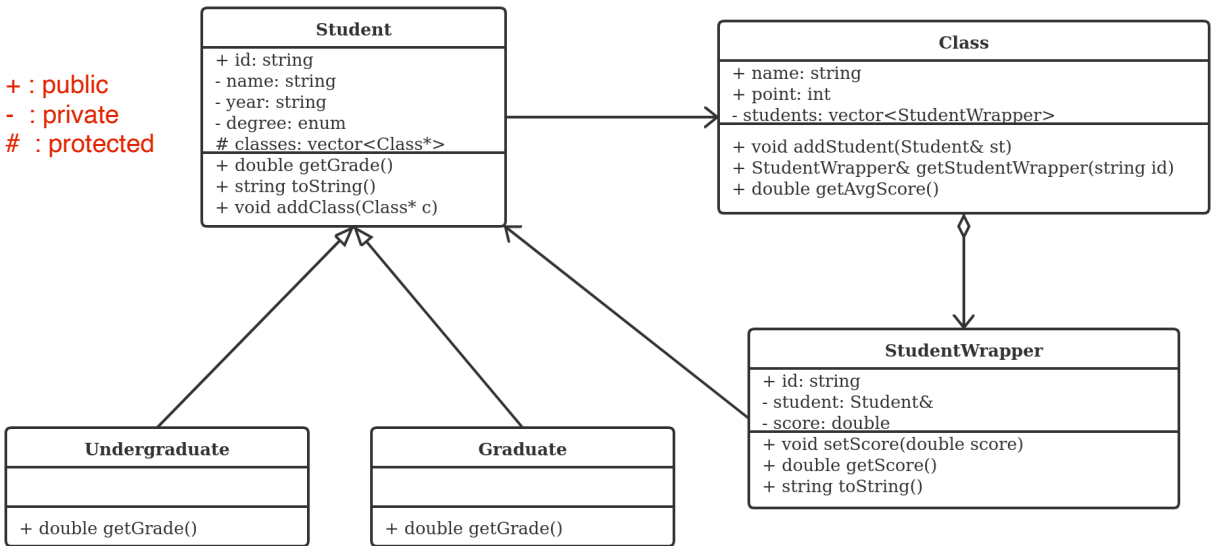 + : public
- : private
# : protected
Student
+ id: string
- name: string
- year: string
- degree: enum
# classes: vector<Class*>
+ double getGrade()
+ string toString()
+ void addClass(Class* c)
Class
+ name: string
+ point: int
- students: vector<StudentWrapper>
+ void addStudent(Student& st)
+ StudentWrapper& getStudentWrapper(string id)
+ double getAvgScore()
StudentWrapper
+ id: string
- student: Student&
- score: double
+ void setScore(double score)
+ double getScore()
+ string toString()
Undergraduate
+ double getGrade()
Graduate
+ double getGrade()